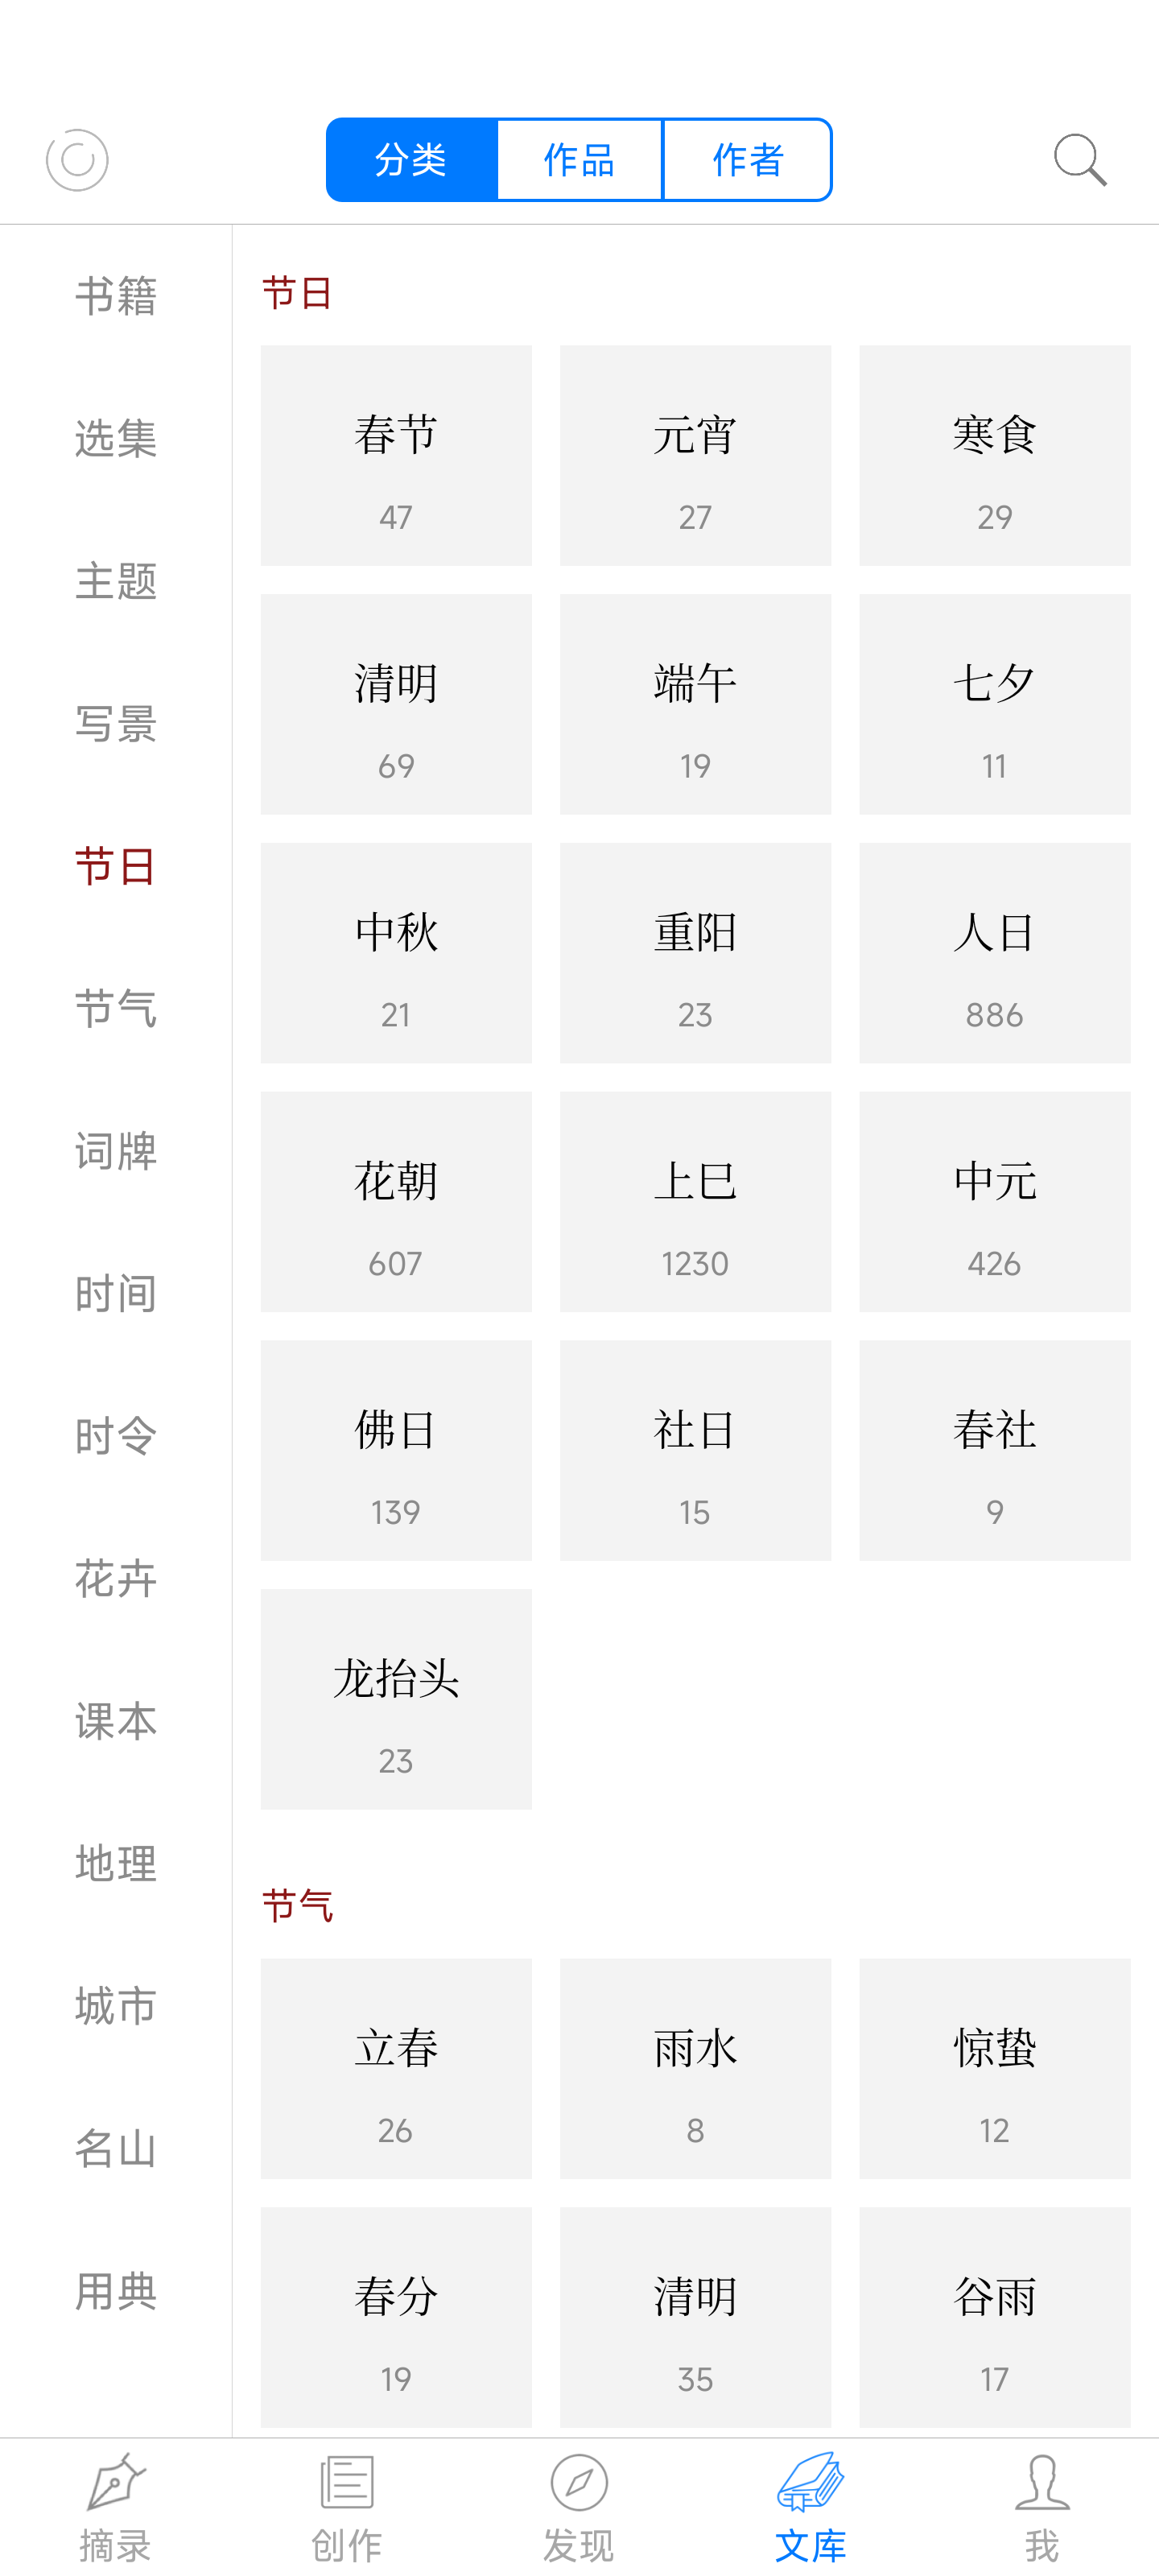 分类 作品 作者
书籍
选集
主题
写景
节日
节气
词牌
时间
时令
花卉
课本
地理
城市
名山
用典
节日
春节 元宵 寒食
47 27 29
清明 端午 七夕
69 19 11
中秋 重阳 人日
21 23 886
花朝 上巳 中元
607 1230 426
佛日 社日 春社
139 15 9
龙抬头
23
节气
立春 雨水 惊蛰
26 8 12
春分 清明 谷雨
19 35 17
摘录 创作 发现 文库 我